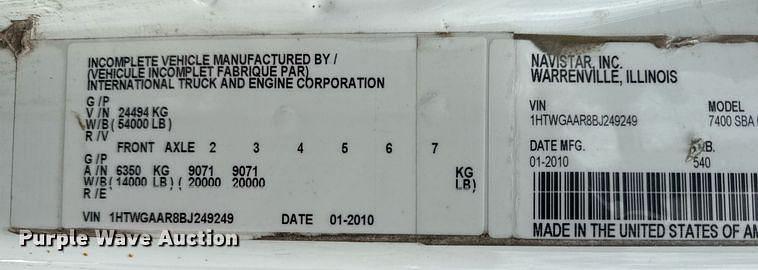 INCOMPLETE VEHICLE MANUFACTURED BY /
(VEHICULE INCOMPLET FABRIQUE PAR)
INTERNATIONAL TRUCK AND ENGINE CORPORATION
G / P
V / N 24494 KG
W/B ( 54000 LB)
R / V
FRONT AXLE 2 3 4 5 6 7
G / P
A / N 6350 KG 9071 9071 KG
W/B ( 14000 LB) ( 20000 20000 LB)
R / E
VIN 1HTWGAAR8BJ249249 DATE 01-2010
NAVISTAR, INC.
WARRENVILLE, ILLINOIS
VIN MODEL
1HTWGAAR8BJ249249 7400 SBA
DATE MFG.
01-2010 540
MADE IN THE UNITED STATES OF AM
Purple Wave Auction